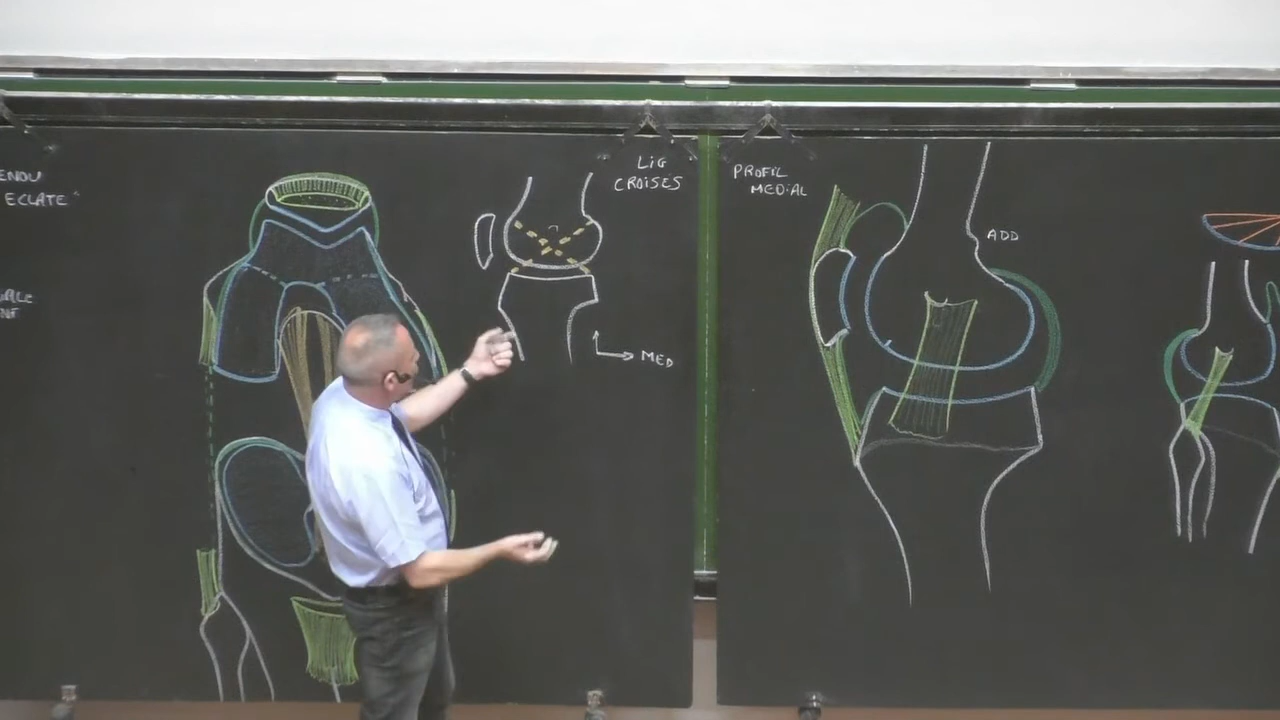 ENOU
ECLATE"
LIG
CROISES
MED
PROFIL
MEDIAL
ADD